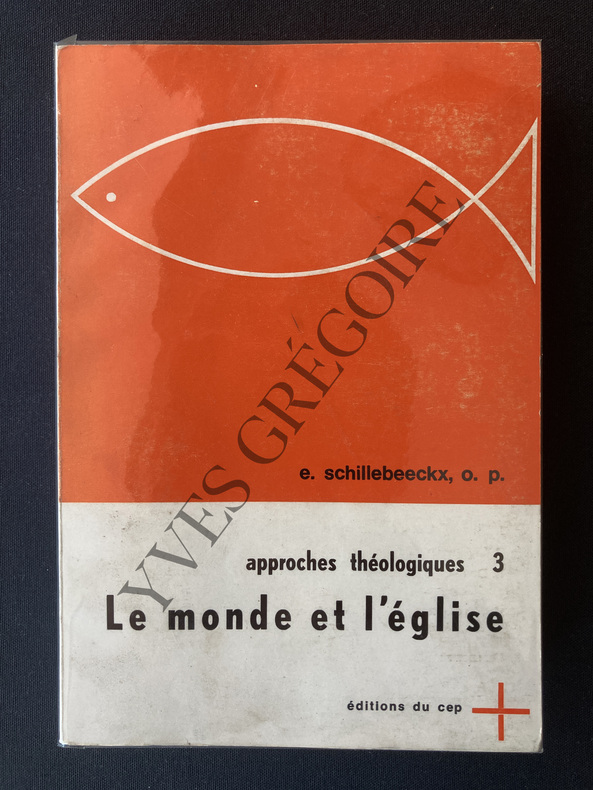 e. schillebeeckx, o. p.
approches théologiques 3
Le monde et l'église
éditions du cep
YVES GRÉGOIRE